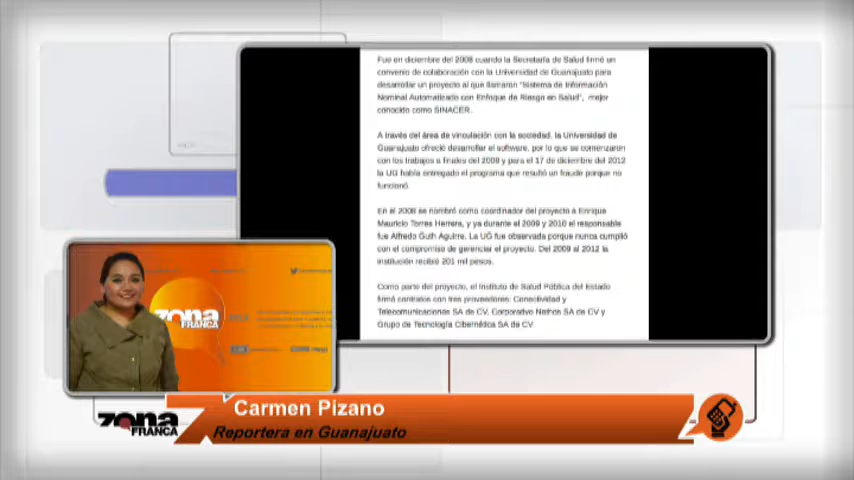 Fue en diciembre del 2008 cuando la Secretaría de Salud firmó un
convenio de colaboración con la Universidad de Guanajuato para
desarrollar un proyecto al que llamaron "Sistema de Información
Nominal Automatizado con Enfoque de Riesgo en Salud", mejor
conocido como SINACER.
A través del área de vinculación con la sociedad, la Universidad de
Guanajuato ofreció desarrollar el software, por lo que se comenzaron
con los trabajos a finales del 2009 y para el 17 de diciembre del 2012
la UG había entregado el programa que resultó un fraude porque no
funcionó.
En el 2008 se nombró como coordinador del proyecto a Enrique
Mauricio Torres Herrera, y ya durante el 2009 y 2010 el responsable
fue Alfredo Guth Aguirre. La UG fue observada porque nunca cumplió
con el compromiso de gerenciar el proyecto. Del 2009 al 2012 la
institución recibió 201 mil pesos.
Como parte del proyecto, el Instituto de Salud Pública del Estado
firmó contratos con tres proveedores: Conectividad y
Telecomunicaciones SA de CV, Corporativo Nethos SA de CV y
Grupo de Tecnología Cibernética SA de CV.
zona
FRANCA
Carmen Pizano
zona
FRANCA
Reportera en Guanajuato